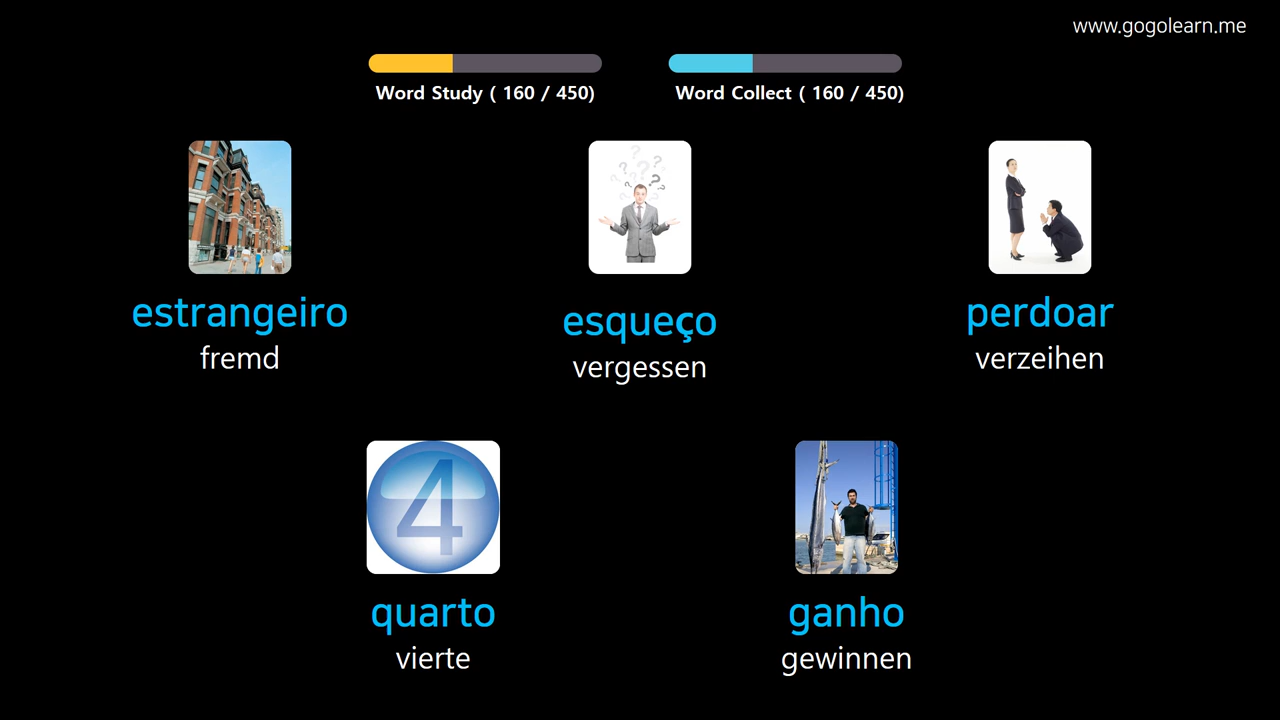 www.gogolearn.me
Word Study ( 160 / 450)
Word Collect ( 160 / 450)
estrangeiro
fremd
esqueço
vergessen
perdoar
verzeihen
4
quarto
vierte
ganho
gewinnen